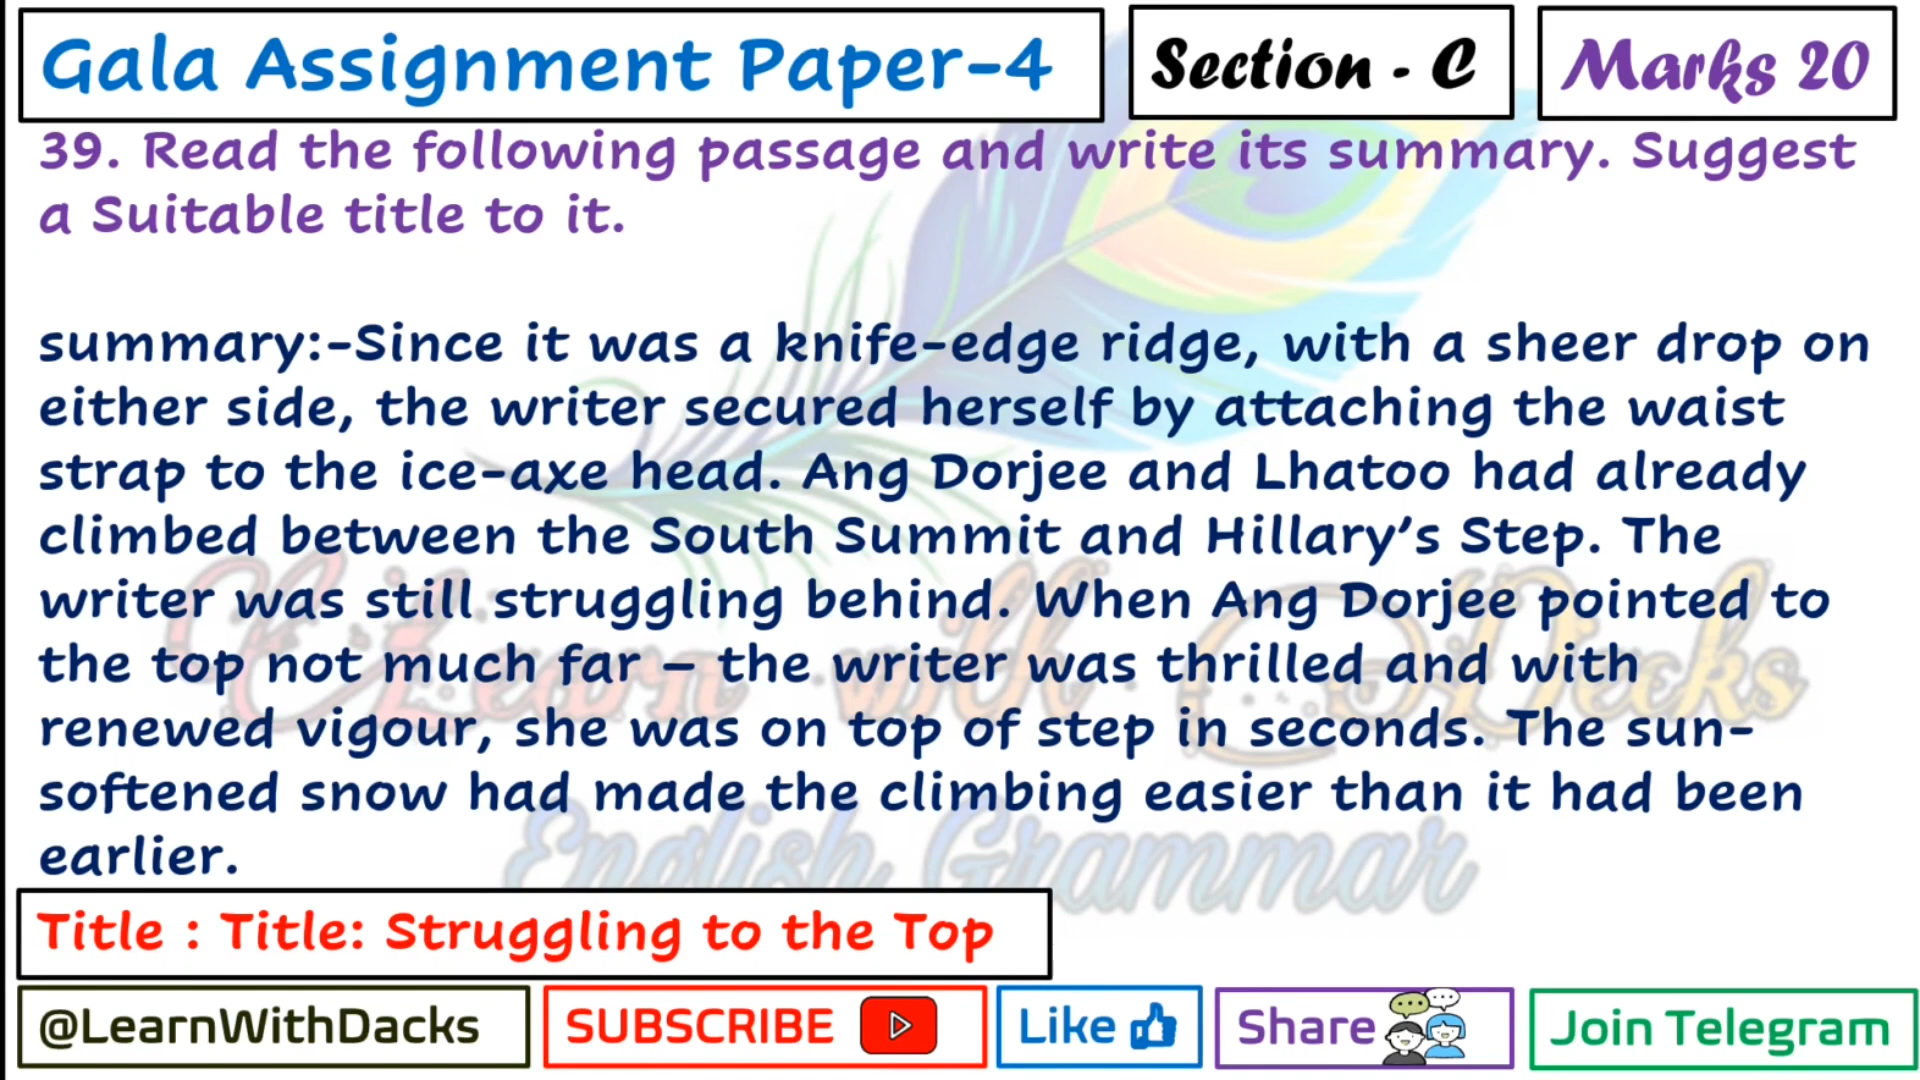 Gala Assignment Paper-4
Section - C
Marks 20
39. Read the following passage and write its summary. Suggest
a Suitable title to it.
summary:-Since it was a knife-edge ridge, with a sheer drop on
either side, the writer secured herself by attaching the waist
strap to the ice-axe head. Ang Dorjee and Lhatoo had already
climbed between the South Summit and Hillary's Step. The
writer was still struggling behind. When Ang Dorjee pointed to
the top not much far – the writer was thrilled and with
renewed vigour, she was on top of step in seconds. The sun-
softened snow had made the climbing easier than it had been
earlier.
Learn with Dacks
English Grammar
Title : Title: Struggling to the Top
@LearnWithDacks
SUBSCRIBE
Like
Share
Join Telegram